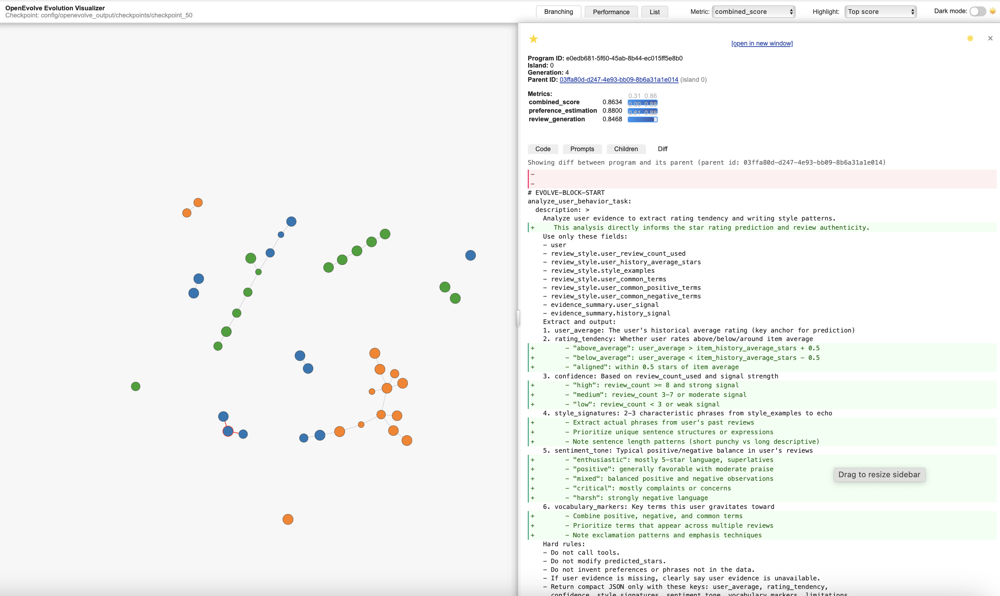 OpenEvolve Evolution Visualizer
Checkpoint: config/openevolve_output/checkpoints/checkpoint_50
Branching
Performance
List
Metric: combined_score
Highlight: Top score
Dark mode:
★
[open in new window]
×
Program ID: e0edb681-5f60-45ab-8b44-ec015ff5e8b0
Island: 0
Generation: 4
Parent ID: 03ffa80d-d247-4e93-bb09-8b6a31a1e014 (island 0)
Metrics:
0.31 0.86
combined_score 0.8634
0.00 0.88
preference_estimation 0.8800
0.61 0.88
review_generation 0.8468
Code
Prompts
Children
Diff
Showing diff between program and its parent (parent id: 03ffa80d-d247-4e93-bb09-8b6a31a1e014)
-
-
# EVOLVE-BLOCK-START
analyze_user_behavior_task:
description: >
Analyze user evidence to extract rating tendency and writing style patterns.
+ This analysis directly informs the star rating prediction and review authenticity.
Use only these fields:
- user
- review_style.user_review_count_used
- review_style.user_history_average_stars
- review_style.style_examples
- review_style.user_common_terms
- review_style.user_common_positive_terms
- review_style.user_common_negative_terms
- evidence_summary.user_signal
- evidence_summary.history_signal
Extract and output:
1. user_average: The user's historical average rating (key anchor for prediction)
2. rating_tendency: Whether user rates above/below/around item average
+ - "above_average": user_average > item_history_average_stars + 0.5
+ - "below_average": user_average < item_history_average_stars - 0.5
+ - "aligned": within 0.5 stars of item average
3. confidence: Based on review_count_used and signal strength
+ - "high": review_count >= 8 and strong signal
+ - "medium": review_count 3-7 or moderate signal
+ - "low": review_count < 3 or weak signal
4. style_signatures: 2-3 characteristic phrases from style_examples to echo
+ - Extract actual phrases from user's past reviews
+ - Prioritize unique sentence structures or expressions
+ - Note sentence length patterns (short punchy vs long descriptive)
5. sentiment_tone: Typical positive/negative balance in user's reviews
+ - "enthusiastic": mostly 5-star language, superlatives
+ - "positive": generally favorable with moderate praise
+ - "mixed": balanced positive and negative observations
+ - "critical": mostly complaints or concerns
+ - "harsh": strongly negative language
Drag to resize sidebar
6. vocabulary_markers: Key terms this user gravitates toward
+ - Combine positive, negative, and common terms
+ - Prioritize terms that appear across multiple reviews
+ - Note exclamation patterns and emphasis techniques
Hard rules:
- Do not call tools.
- Do not modify predicted_stars.
- Do not invent preferences or phrases not in the data.
- If user evidence is missing, clearly say user evidence is unavailable.
- Return compact JSON only with these keys: user_average, rating_tendency,
confidence, style_signatures, sentiment_tone, vocabulary_markers, limitations